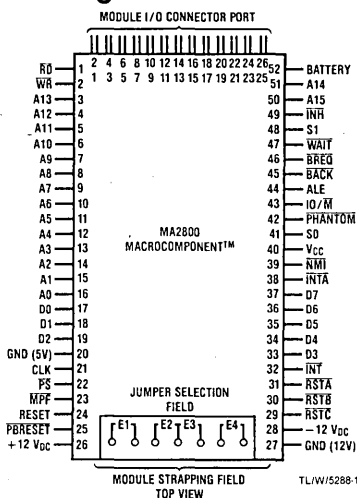 MODULE I/O CONNECTOR PORT
2 4 6 8 10 12 14 16 18 20 22 24 26
1 3 5 7 9 11 13 15 17 19 21 23 25
RD 1
WR 2
A13 3
A12 4
A11 5
A10 6
A9 7
A8 8
A7 9
A6 10
A5 11
A4 12
A3 13
A2 14
A1 15
A0 16
D0 17
D1 18
D2 19
GND (5V) 20
CLK 21
PS 22
MPF 23
RESET 24
PBRESET 25
+12 VDC 26
MA2800
MACROCOMPONENT™
52 BATTERY
51 A14
50 A15
49 INH
48 S1
47 WAIT
46 BREQ
45 BACK
44 ALE
43 IO/M
42 PHANTOM
41 S0
40 VCC
39 NMI
38 INTA
37 D7
36 D6
35 D5
34 D4
33 D3
32 INT
31 RSTA
30 RSTB
29 RSTC
28 −12 VDC
27 GND (12V)
JUMPER SELECTION
FIELD
E1 E2 E3 E4
MODULE STRAPPING FIELD
TOP VIEW
TL/W/5288-1